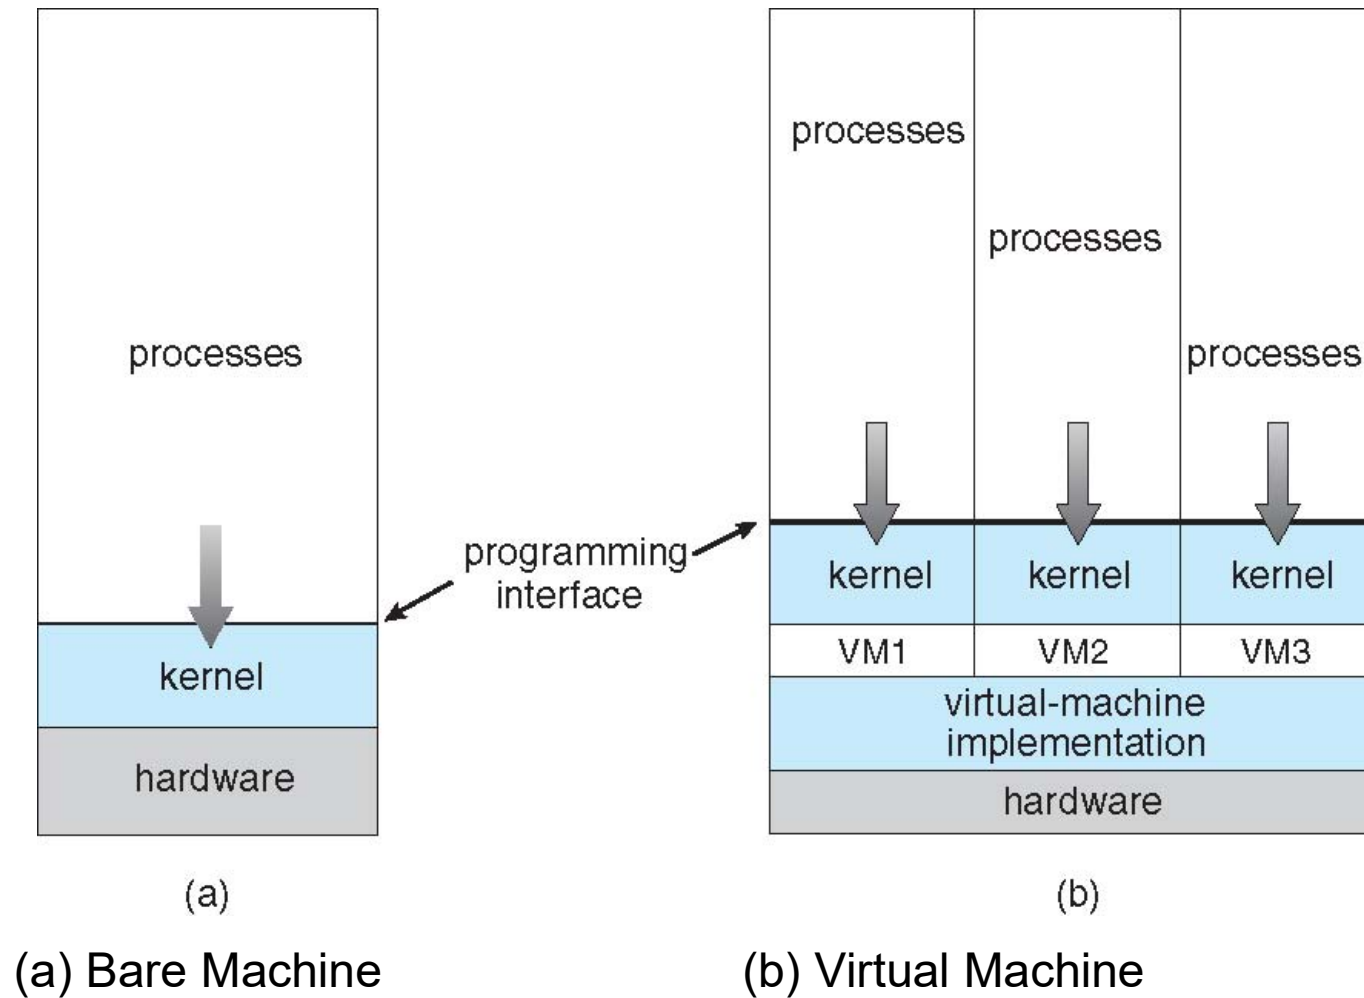 processes
kernel
hardware
(a)
programming
interface
processes
processes
processes
kernel
kernel
kernel
VM1
VM2
VM3
virtual-machine
implementation
hardware
(b)
(a) Bare Machine
(b) Virtual Machine